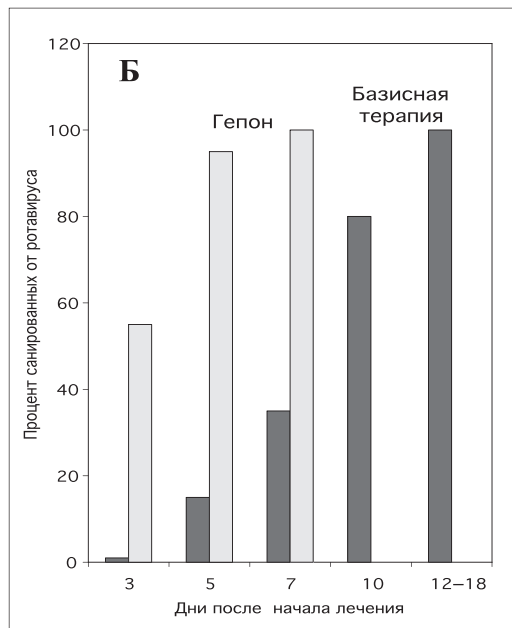 Б
Гепон
Базисная
терапия
Процент санированных от ротавируса
120
100
80
60
40
20
0
3 5 7 10 12–18
Дни после начала лечения